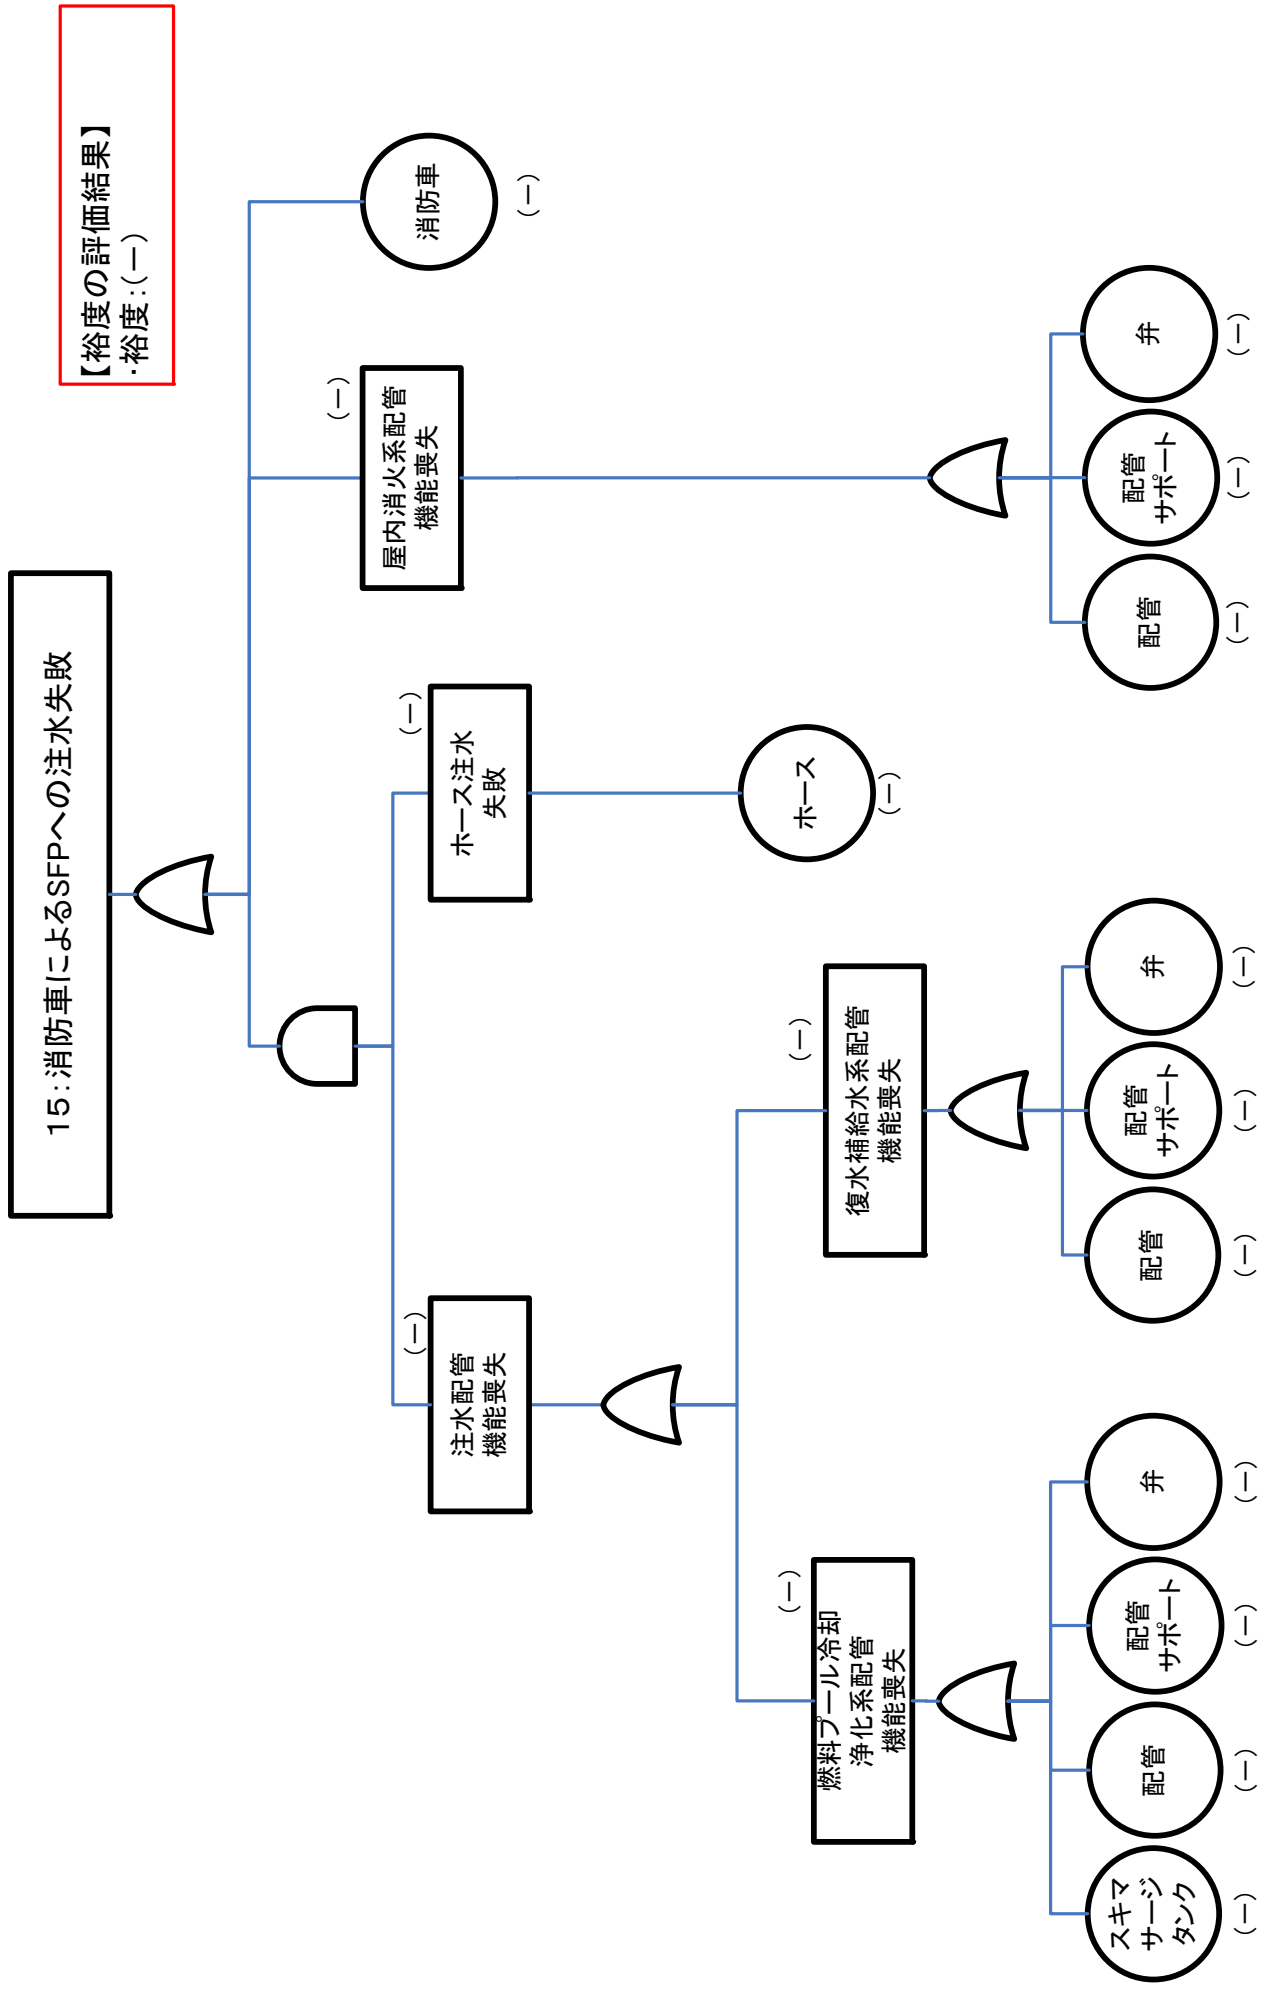 15:消防車によるSFPへの注水失敗
【裕度の評価結果】
・裕度:(－)
注水配管
機能喪失
(－)
ホース注水
失敗
(－)
屋内消火系配管
機能喪失
(－)
消防車
(－)
燃料プール冷却
浄化系配管
機能喪失
(－)
復水補給水系配管
機能喪失
(－)
ホース
(－)
スキマ
サージ
タンク
(－)
配管
(－)
配管
サポート
(－)
弁
(－)
配管
(－)
配管
サポート
(－)
弁
(－)
配管
(－)
配管
サポート
(－)
弁
(－)